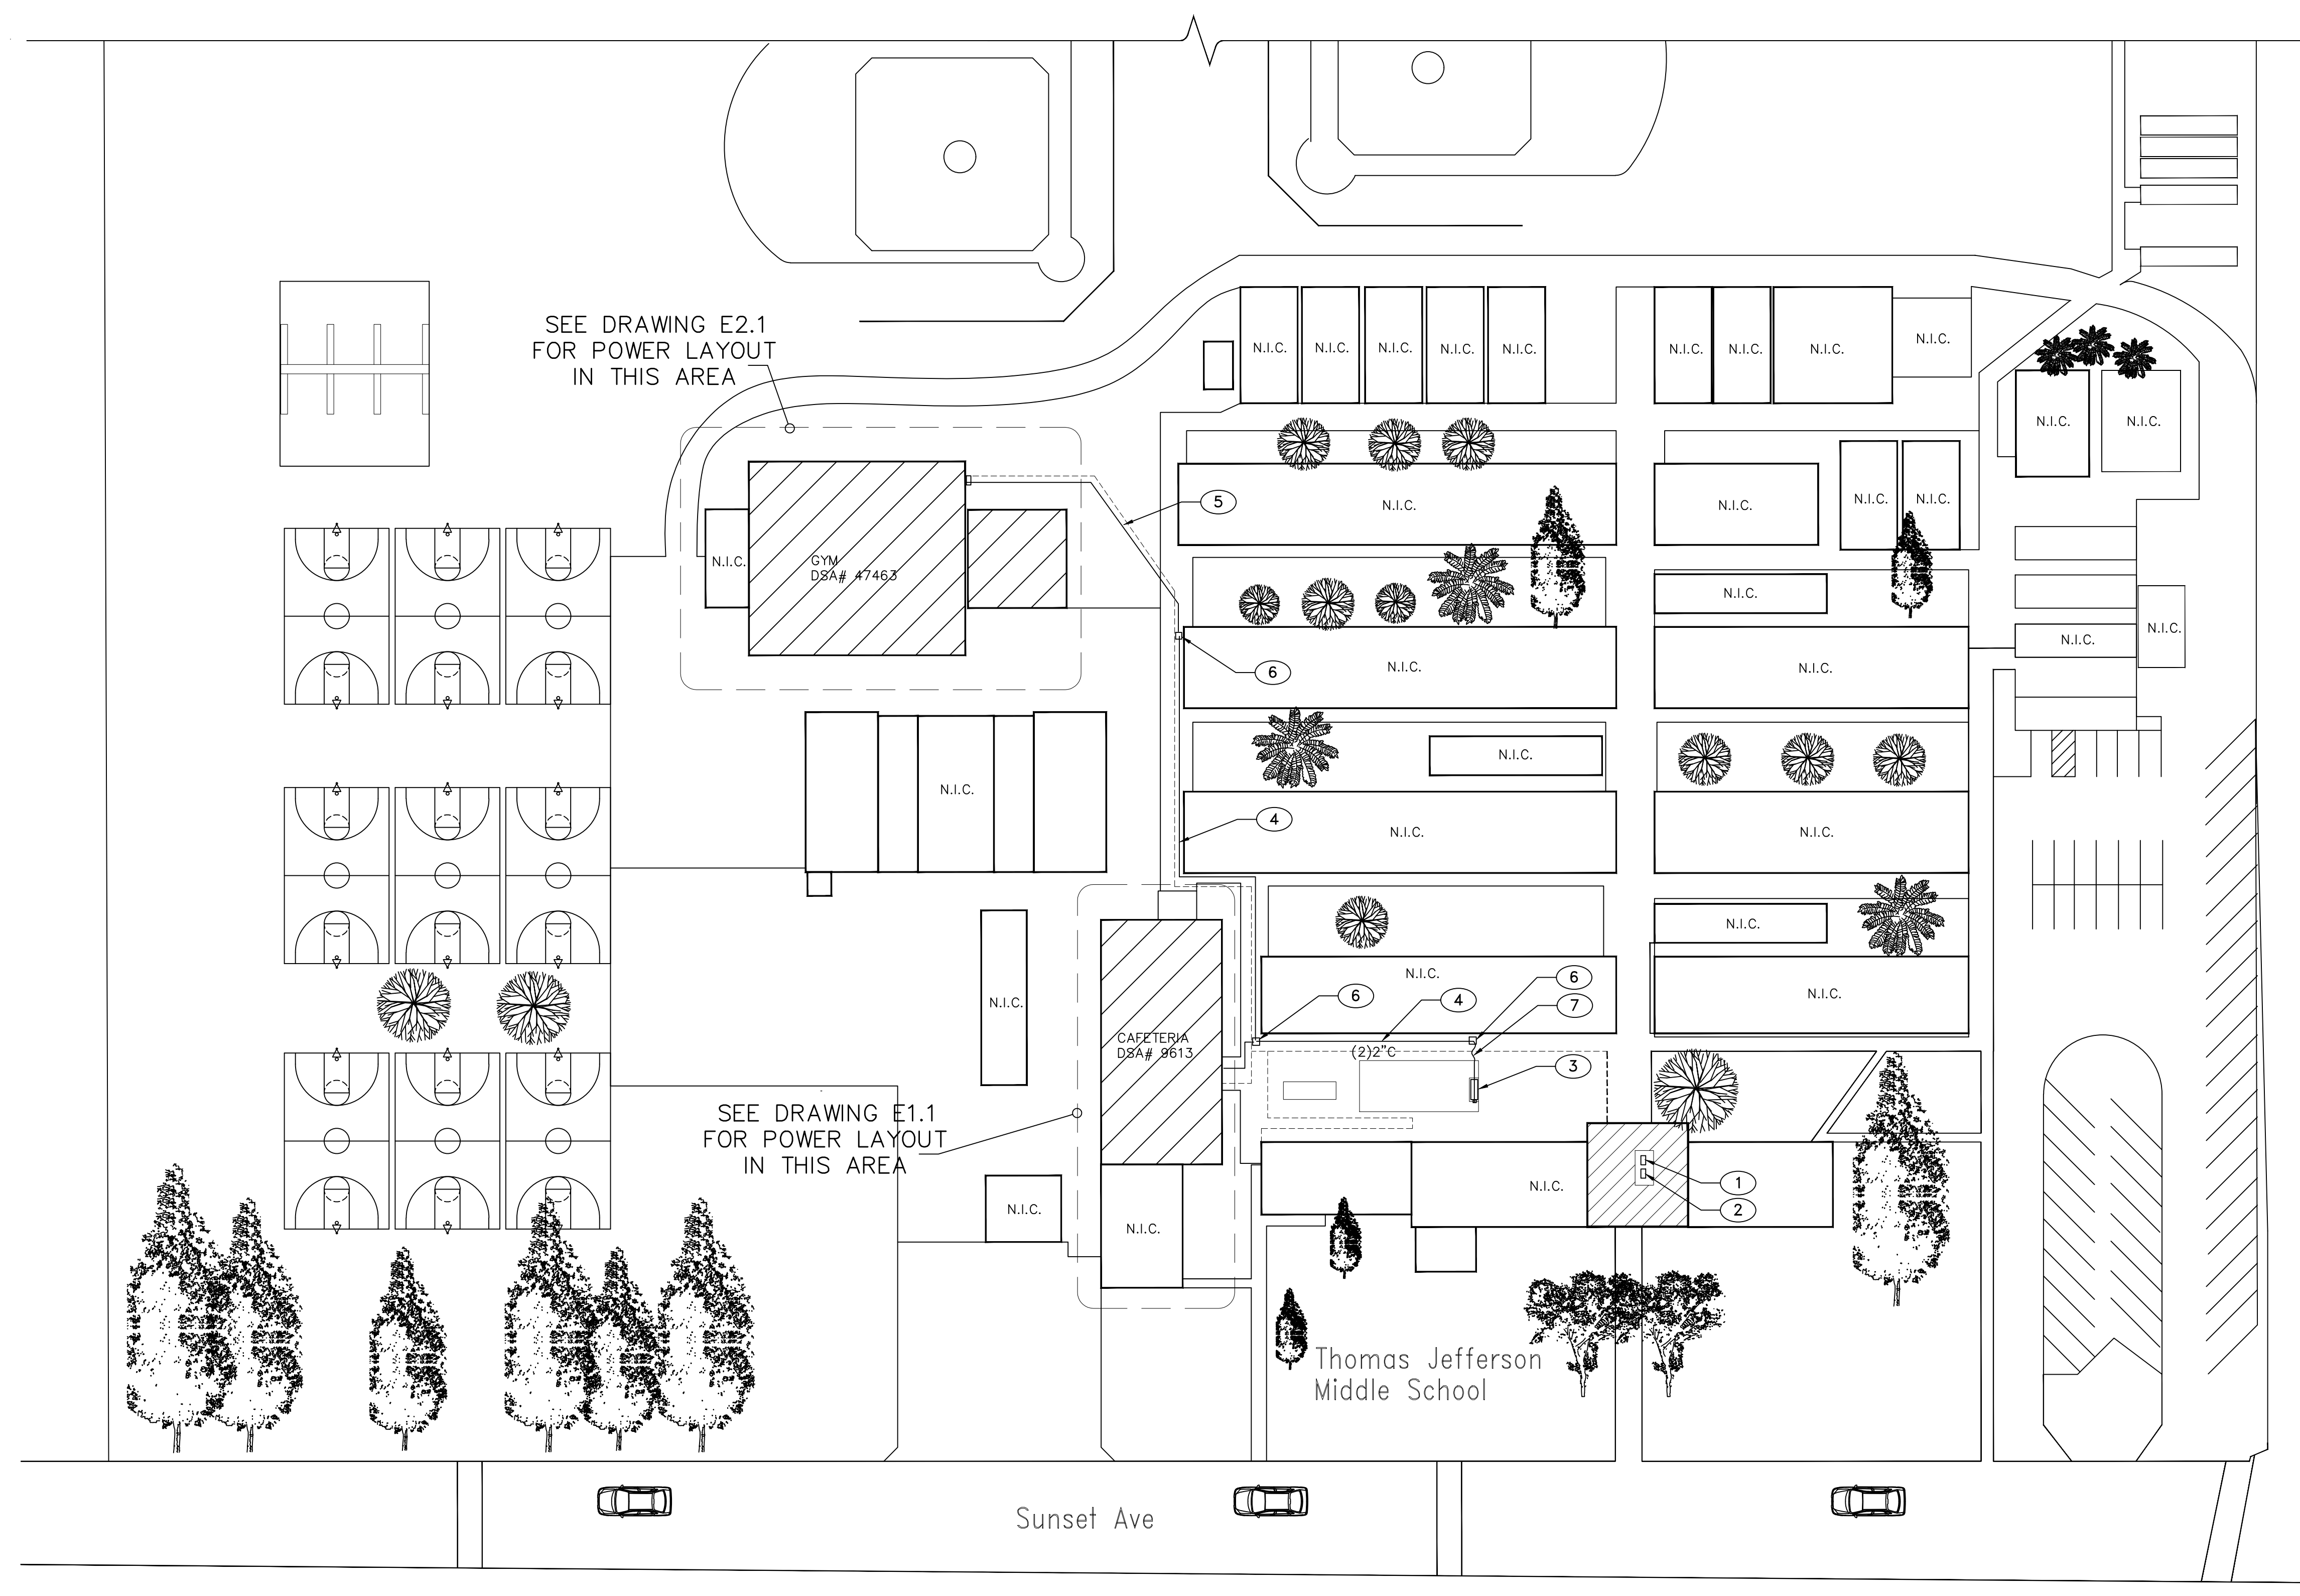 SEE DRAWING E2.1
FOR POWER LAYOUT
IN THIS AREA
N.I.C.
N.I.C.
N.I.C.
N.I.C.
N.I.C.
N.I.C.
N.I.C.
N.I.C.
N.I.C.
N.I.C.
N.I.C.
5
N.I.C.
N.I.C.
N.I.C.
N.I.C.
N.I.C.
GYM
DSA# 47463
N.I.C.
N.I.C.
N.I.C.
6
N.I.C.
N.I.C.
N.I.C.
N.I.C.
4
N.I.C.
N.I.C.
N.I.C.
N.I.C.
N.I.C.
6
4
6
7
N.I.C.
N.I.C.
CAFETERIA
DSA# 9613
(2)2"C
3
SEE DRAWING E1.1
FOR POWER LAYOUT
IN THIS AREA
N.I.C.
1
2
N.I.C.
N.I.C.
Thomas Jefferson
Middle School
Sunset Ave